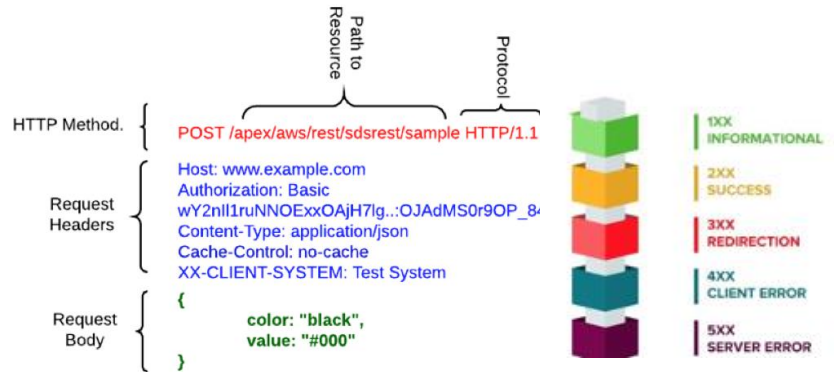 Path to
Resource
Protocol
HTTP Method.
POST /apex/aws/rest/sdsrest/sample HTTP/1.1
Request
Headers
Host: www.example.com
Authorization: Basic
wY2nIl1ruNNOExxOAjH7lg..:OJAdMS0r9OP_84
Content-Type: application/json
Cache-Control: no-cache
XX-CLIENT-SYSTEM: Test System
Request
Body
{
color: "black",
value: "#000"
}
1XX
INFORMATIONAL
2XX
SUCCESS
3XX
REDIRECTION
4XX
CLIENT ERROR
5XX
SERVER ERROR